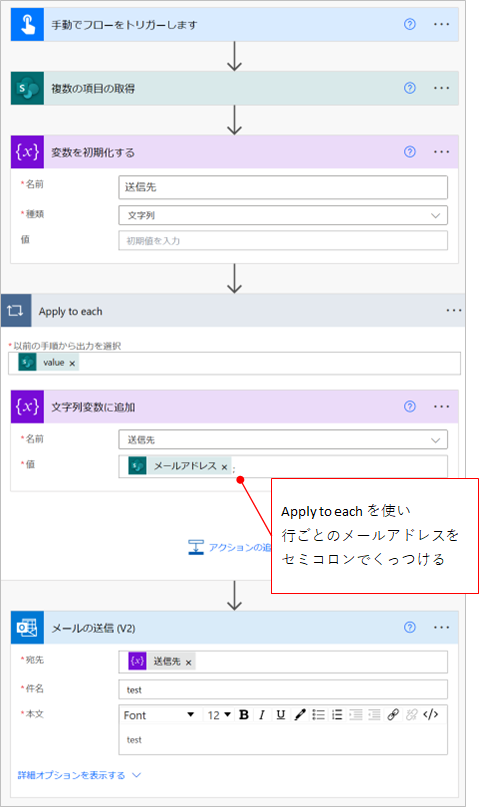 手動でフローをトリガーします
複数の項目の取得
{x} 変数を初期化する
*名前 送信先
*種類 文字列
値 初期値を入力
Apply to each
*以前の手順から出力を選択
value ×
{x} 文字列変数に追加
*名前 送信先
*値 メールアドレス × ;
Apply to each を使い
行ごとのメールアドレスを
セミコロンでくっつける
アクションの追
メールの送信 (V2)
*宛先 {x} 送信先 ×
*件名 test
*本文 Font 12 B I U </>
test
詳細オプションを表示する